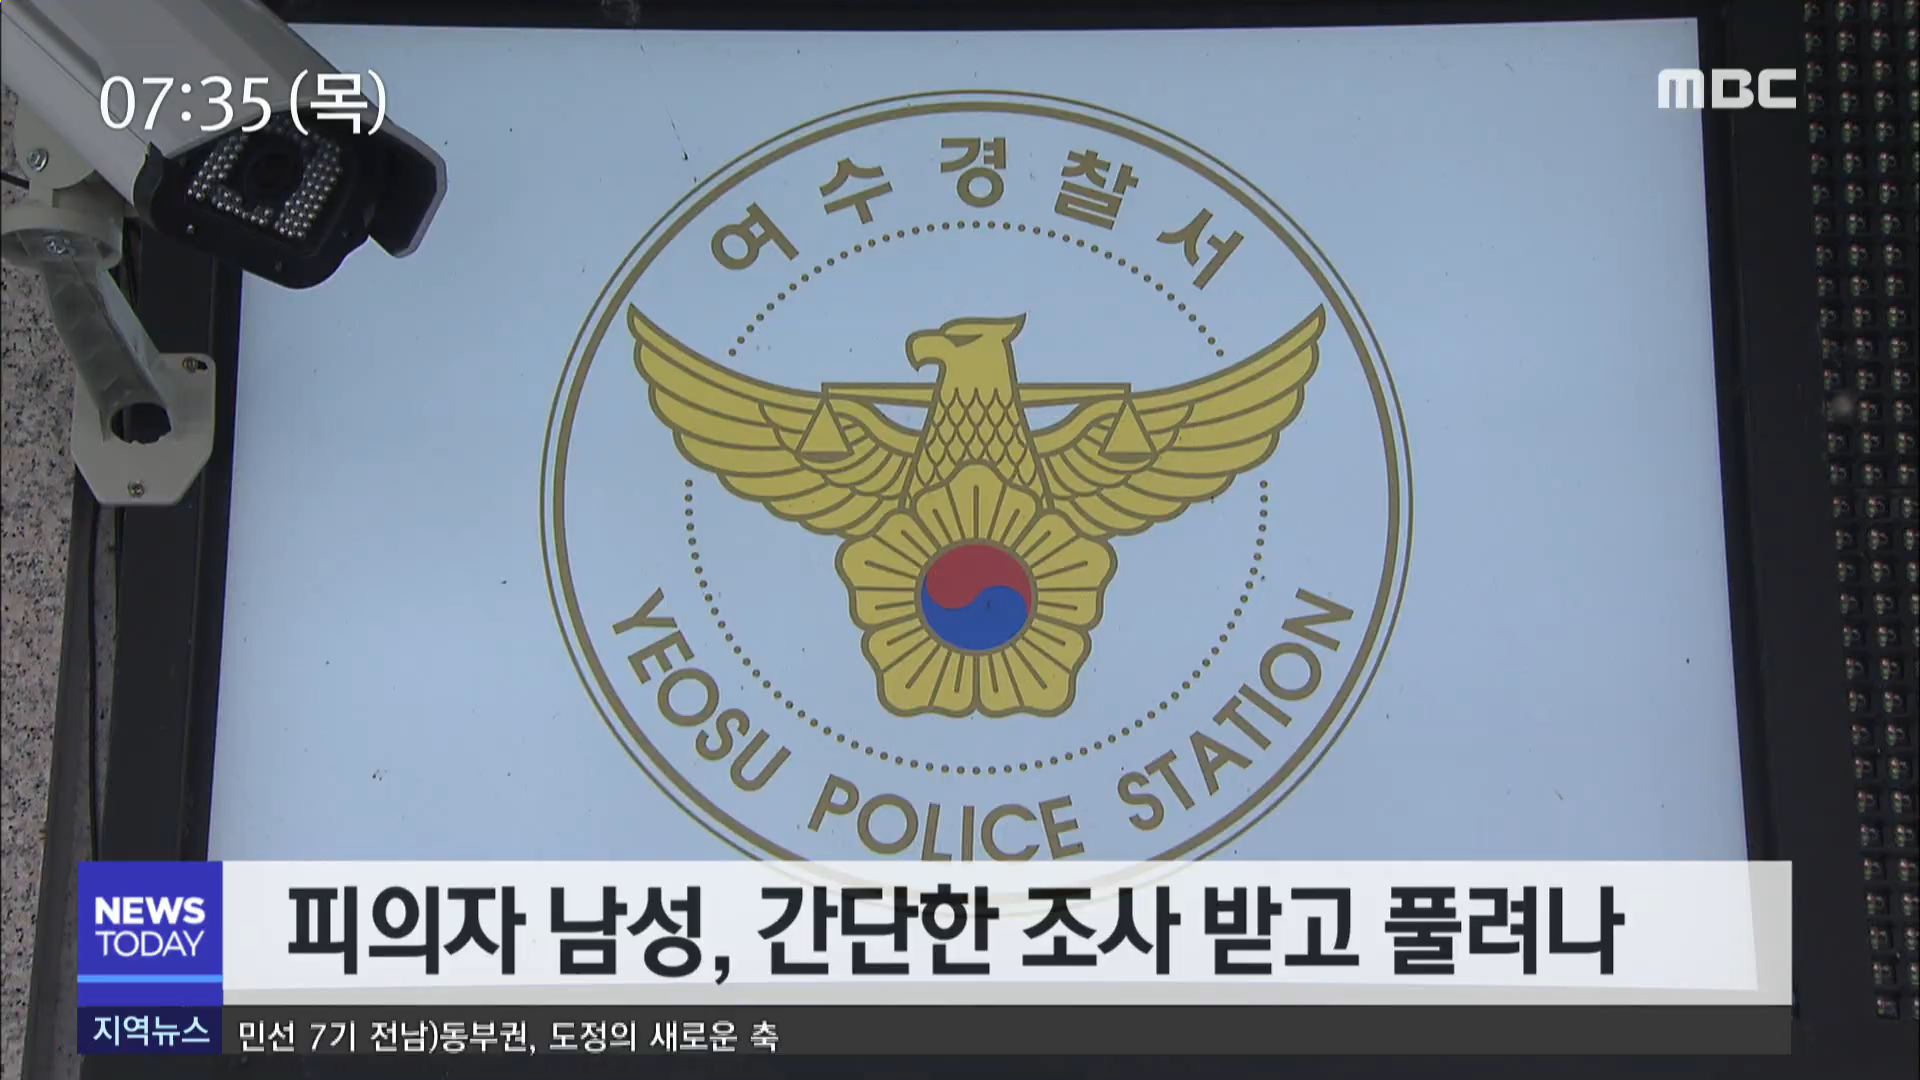 07:35 (목)
MBC
여수경찰서
YEOSU POLICE STATION
NEWS
TODAY
피의자 남성, 간단한 조사 받고 풀려나
지역뉴스
민선 7기 전남)동부권, 도정의 새로운 축